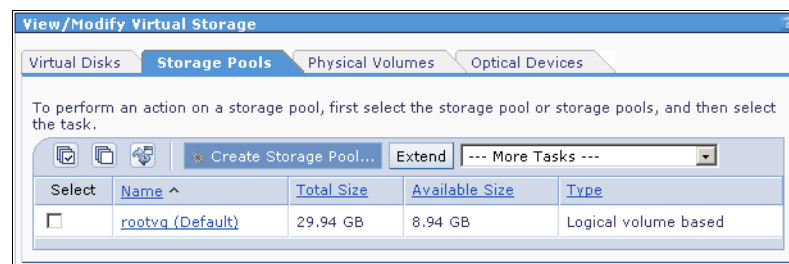 View/Modify Virtual Storage ?
Virtual Disks Storage Pools Physical Volumes Optical Devices
To perform an action on a storage pool, first select the storage pool or storage pools, and then select
the task.
Create Storage Pool... Extend --- More Tasks ---
Select Name ^ Total Size Available Size Type
rootvg (Default) 29.94 GB 8.94 GB Logical volume based